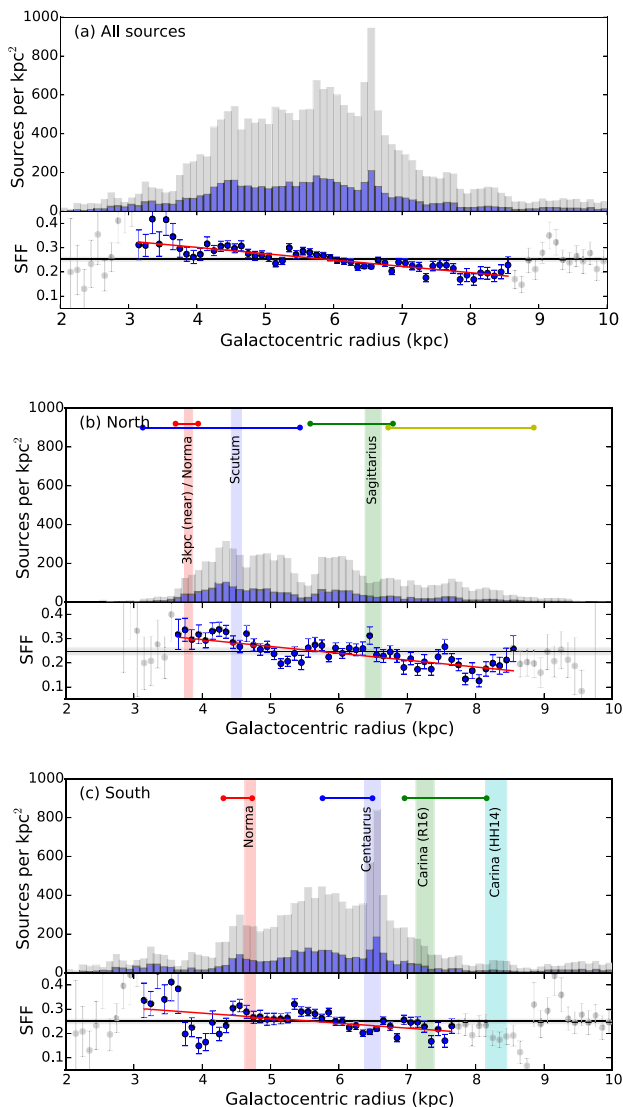 (a) All sources
Sources per kpc²
1000
800
600
400
200
0
SFF
0.4
0.3
0.2
0.1
2 3 4 5 6 7 8 9 10
Galactocentric radius (kpc)
(b) North
Sources per kpc²
1000
800
600
400
200
0
3kpc (near) / Norma
Scutum
Sagittarius
SFF
0.4
0.3
0.2
0.1
2 3 4 5 6 7 8 9 10
Galactocentric radius (kpc)
(c) South
Sources per kpc²
1000
800
600
400
200
0
Norma
Centaurus
Carina (R16)
Carina (HH14)
SFF
0.4
0.3
0.2
0.1
2 3 4 5 6 7 8 9 10
Galactocentric radius (kpc)